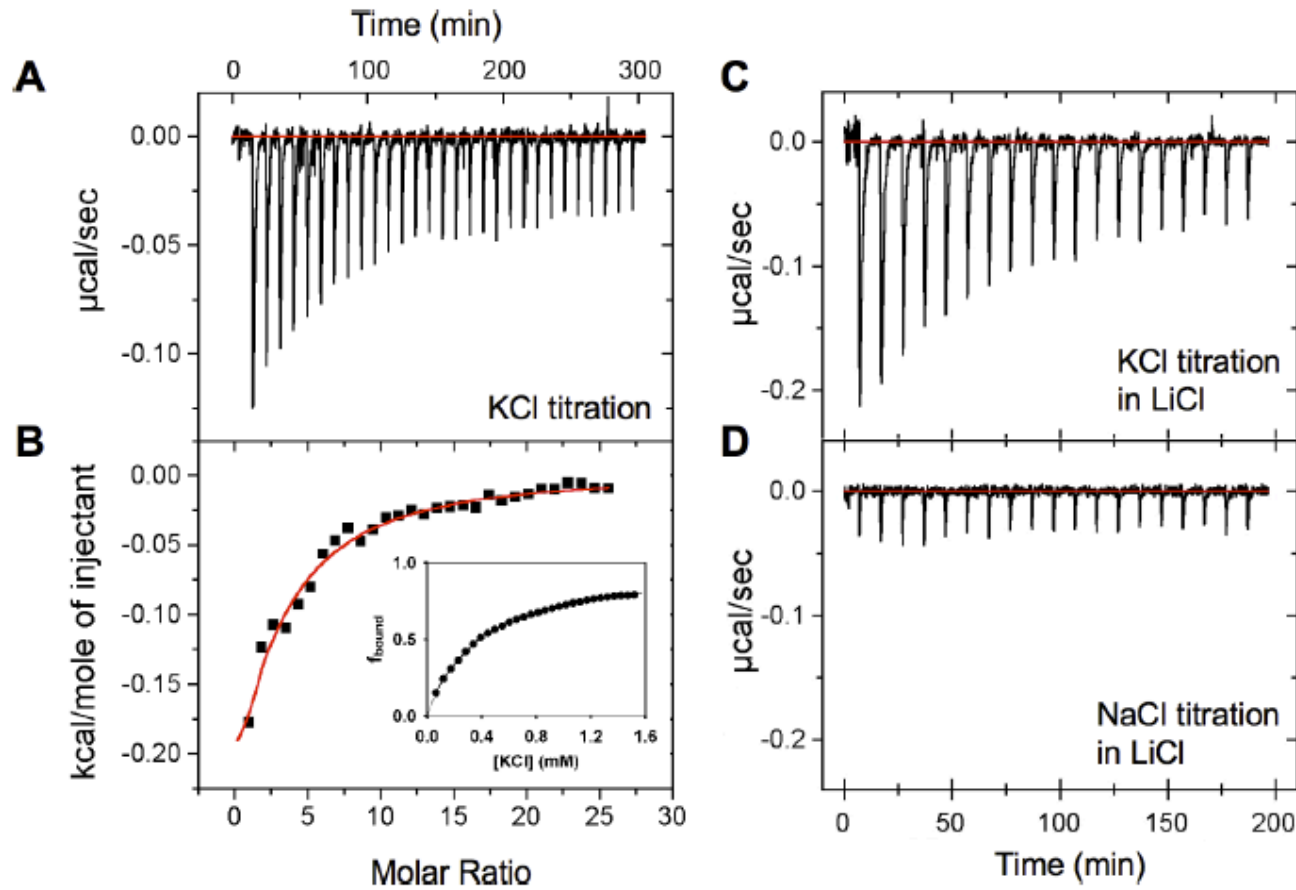 Time (min)
A
0 100 200 300
0.00
-0.05
-0.10
µcal/sec
KCl titration
B
0.00
-0.05
-0.10
-0.15
-0.20
kcal/mole of injectant
1.0
0.5
0.0
fbound
0.0 0.4 0.8 1.2 1.6
[KCl] (mM)
0 5 10 15 20 25 30
Molar Ratio
C
0.0
-0.1
-0.2
µcal/sec
KCl titration
in LiCl
D
0.0
-0.1
-0.2
µcal/sec
NaCl titration
in LiCl
0 50 100 150 200
Time (min)